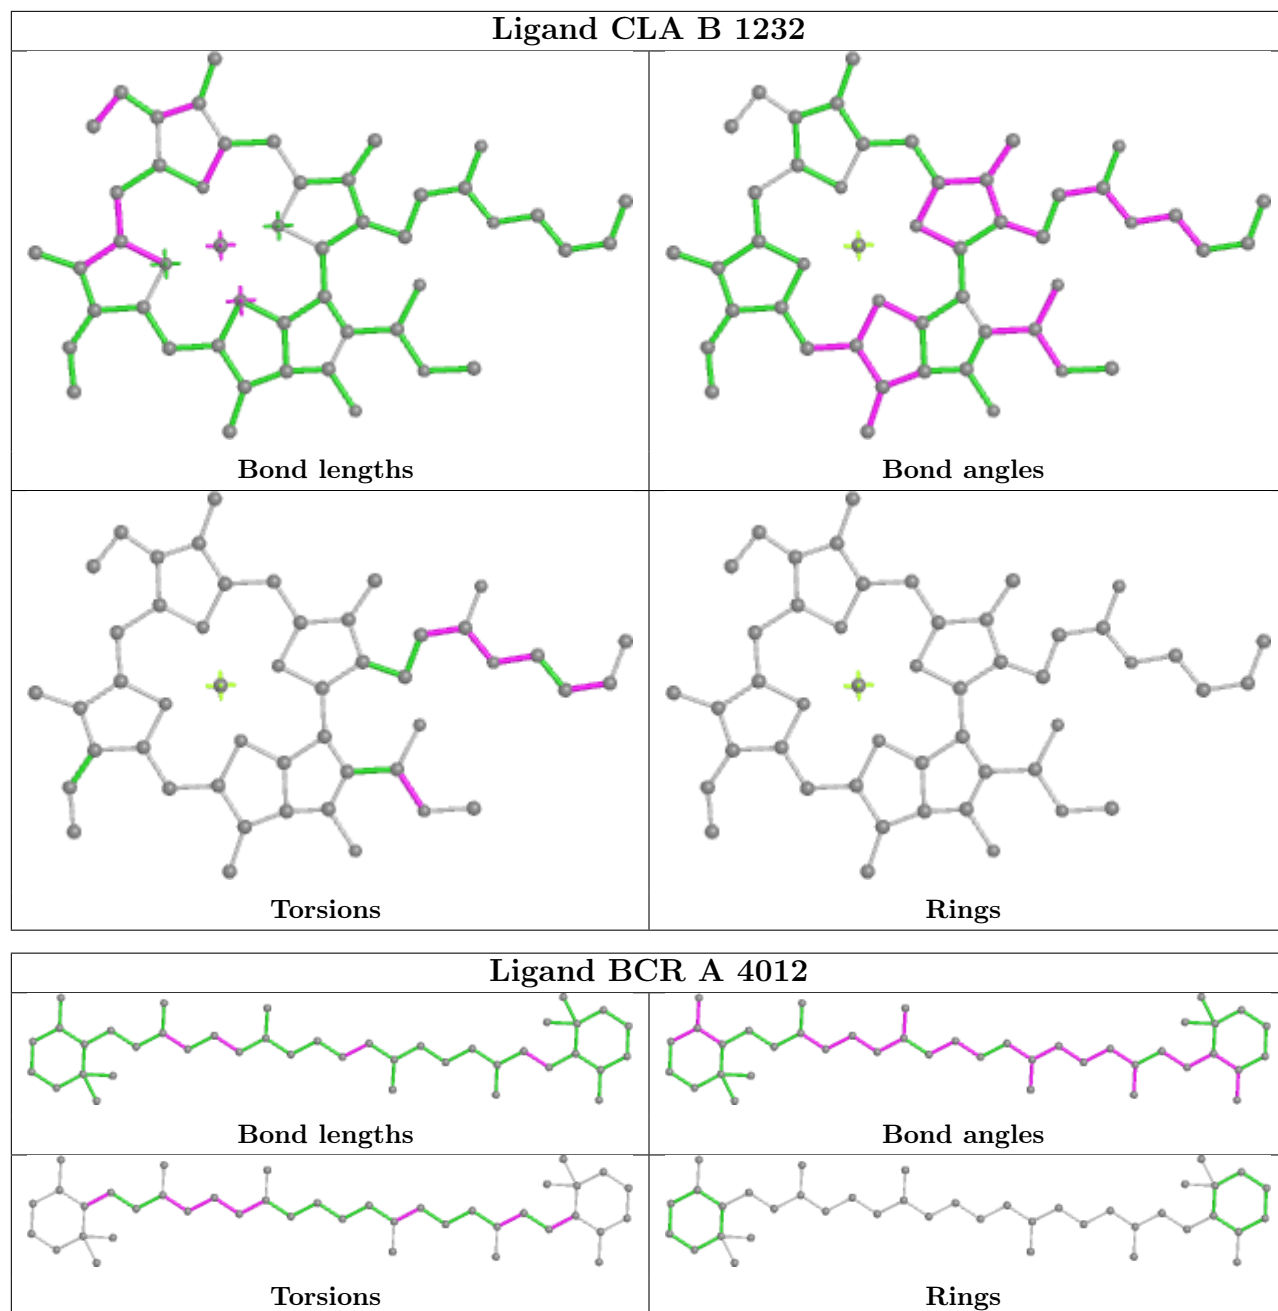 Ligand CLA B 1232
Bond lengths
Bond angles
Torsions
Rings
Ligand BCR A 4012
Bond lengths
Bond angles
Torsions
Rings